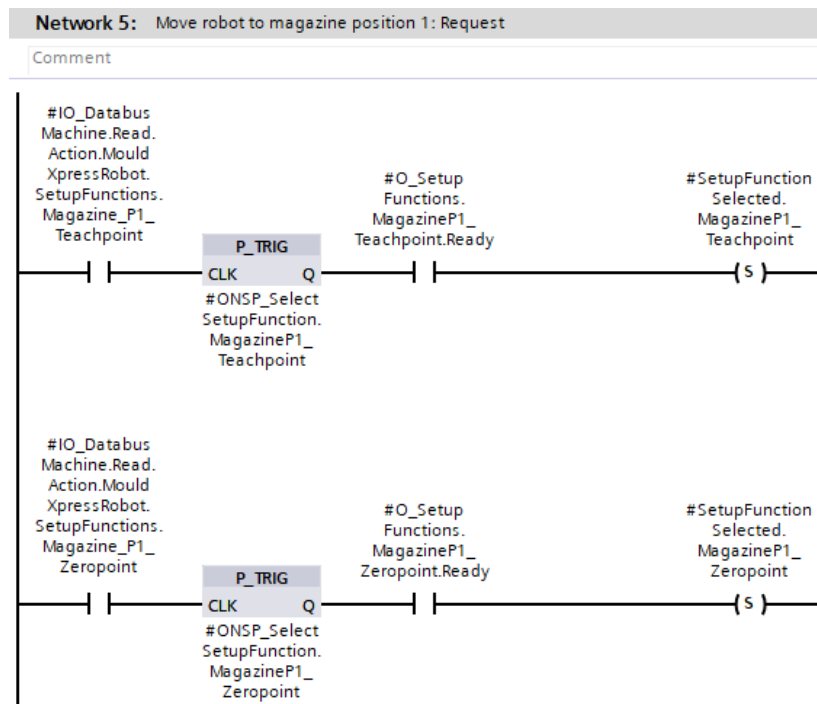 Network 5: Move robot to magazine position 1: Request
Comment
#IO_Databus
Machine.Read.
Action.Mould
XpressRobot.
SetupFunctions.
Magazine_P1_
Teachpoint
P_TRIG
CLK Q
#ONSP_Select
SetupFunction.
MagazineP1_
Teachpoint
#O_Setup
Functions.
MagazineP1_
Teachpoint.Ready
#SetupFunction
Selected.
MagazineP1_
Teachpoint
S
#IO_Databus
Machine.Read.
Action.Mould
XpressRobot.
SetupFunctions.
Magazine_P1_
Zeropoint
P_TRIG
CLK Q
#ONSP_Select
SetupFunction.
MagazineP1_
Zeropoint
#O_Setup
Functions.
MagazineP1_
Zeropoint.Ready
#SetupFunction
Selected.
MagazineP1_
Zeropoint
S